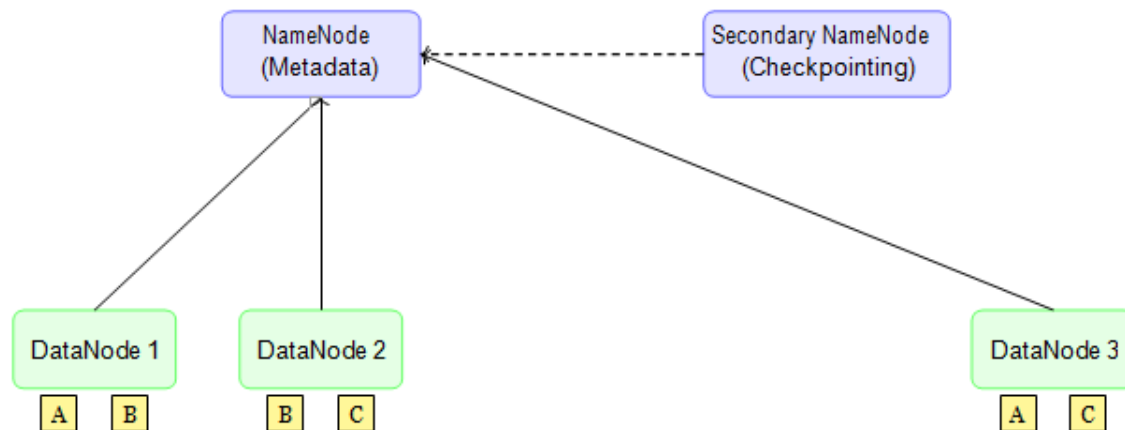 NameNode
(Metadata)
Secondary NameNode
(Checkpointing)
DataNode 1
DataNode 2
DataNode 3
A
B
B
C
A
C